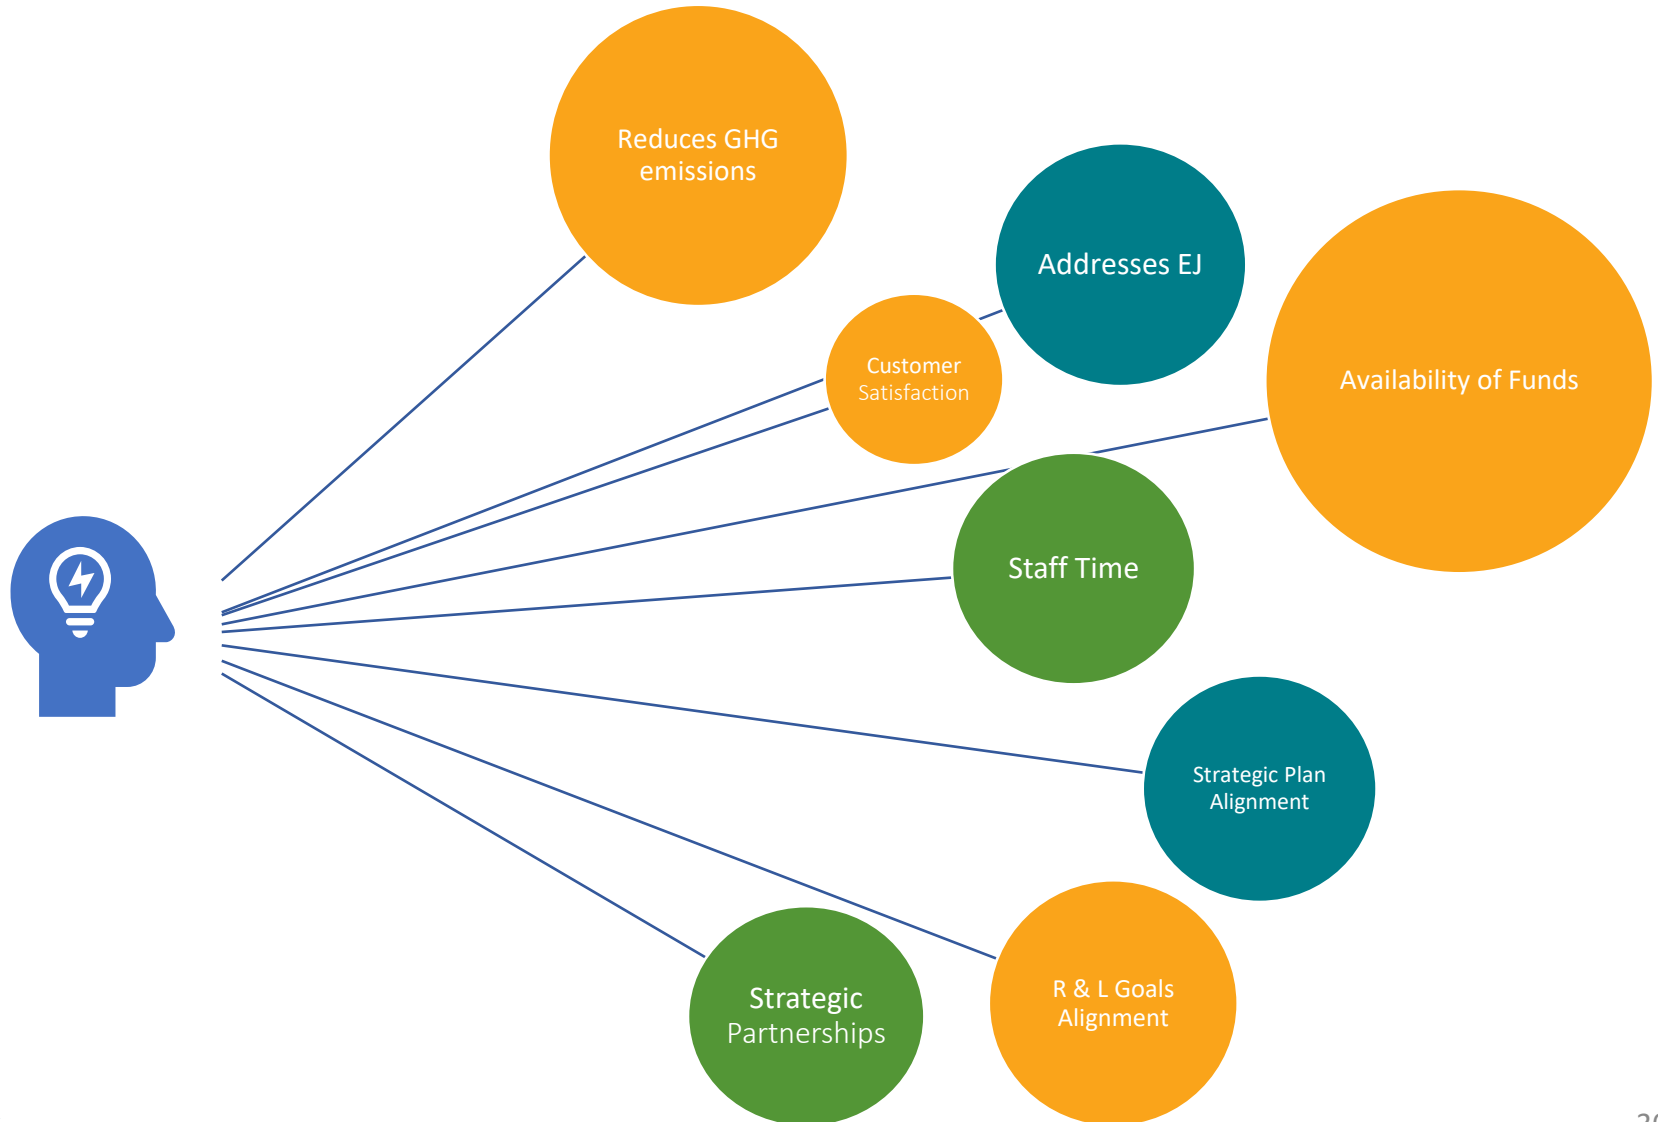 Reduces GHG
emissions
Addresses EJ
Customer
Satisfaction
Availability of Funds
Staff Time
Strategic Plan
Alignment
R & L Goals
Alignment
Strategic
Partnerships